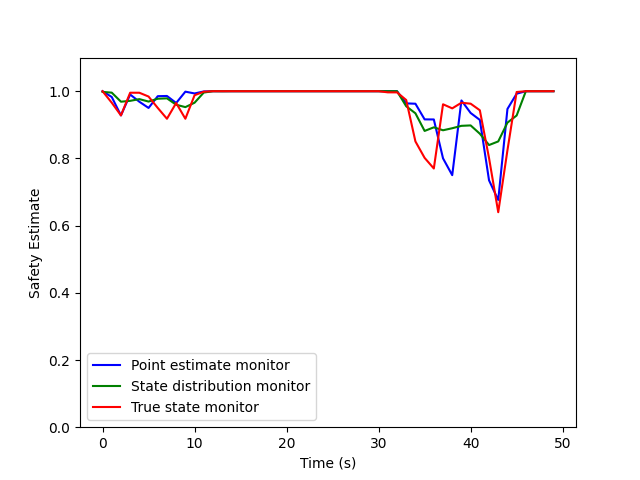 1.0
0.8
0.6
0.4
0.2
0.0
Safety Estimate
Point estimate monitor
State distribution monitor
True state monitor
0 10 20 30 40 50
Time (s)